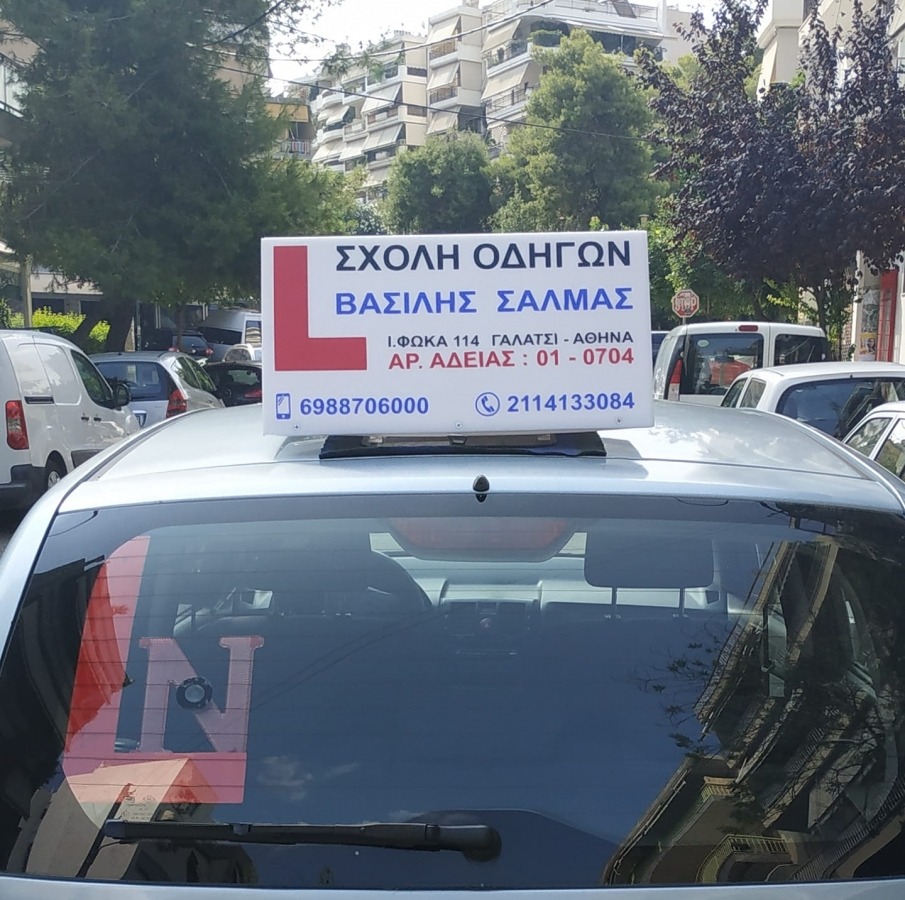 L
ΣΧΟΛΗ ΟΔΗΓΩΝ
ΒΑΣΙΛΗΣ ΣΑΛΜΑΣ
Ι.ΦΩΚΑ 114 ΓΑΛΑΤΣΙ - ΑΘΗΝΑ
ΑΡ. ΑΔΕΙΑΣ : 01 - 0704
6988706000
2114133084
STOP
L
N